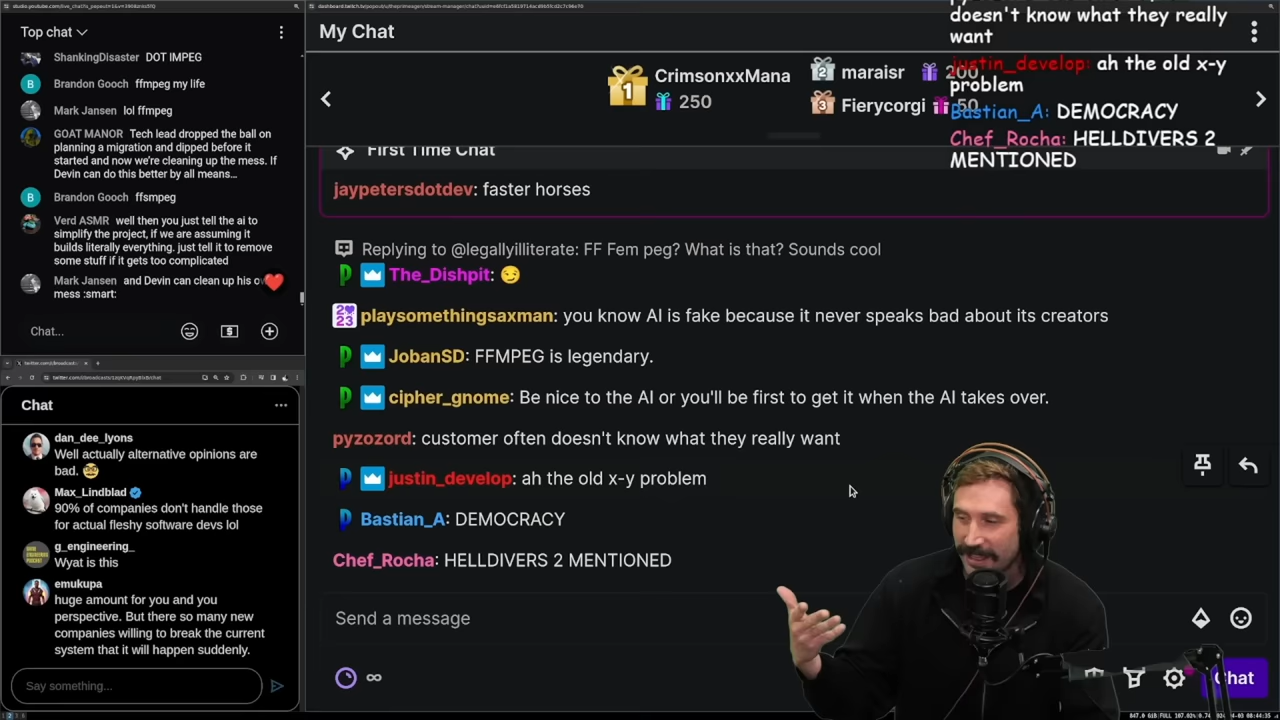 Top chat
ShankingDisaster DOT IMPEG
Brandon Gooch ffmpeg my life
Mark Jansen lol ffmpeg
GOAT MANOR Tech lead dropped the ball on
planning a migration and dipped before it
started and now we're cleaning up the mess. If
Devin can do this better by all means…
Brandon Gooch ffsmpeg
Verd ASMR well then you just tell the ai to
simplify the project, if we are assuming it
builds literally everything. just tell it to remove
some stuff if it gets too complicated
Mark Jansen and Devin can clean up his
mess :smart:
Chat...
Chat
dan_dee_lyons
Well actually alternative opinions are
bad.
Max_Lindblad
90% of companies don't handle those
for actual fleshy software devs lol
g_engineering_
Wyat is this
emukupa
huge amount for you and you
perspective. But there so many new
companies willing to break the current
system that it will happen suddenly.
Say something...
My Chat
1 CrimsonxxMana
250
2 maraisr 200
3 Fierycorgi 50
First Time Chat
jaypetersdotdev: faster horses
Replying to @legallyilliterate: FF Fem peg? What is that? Sounds cool
The_Dishpit:
2023 playsomethingsaxman: you know AI is fake because it never speaks bad about its creators
JobanSD: FFMPEG is legendary.
cipher_gnome: Be nice to the AI or you'll be first to get it when the AI takes over.
pyzozord: customer often doesn't know what they really want
justin_develop: ah the old x-y problem
Bastian_A: DEMOCRACY
Chef_Rocha: HELLDIVERS 2 MENTIONED
Send a message
Chat
doesn't know what they really
want
justin_develop: ah the old x-y
problem
Bastian_A: DEMOCRACY
Chef_Rocha: HELLDIVERS 2
MENTIONED